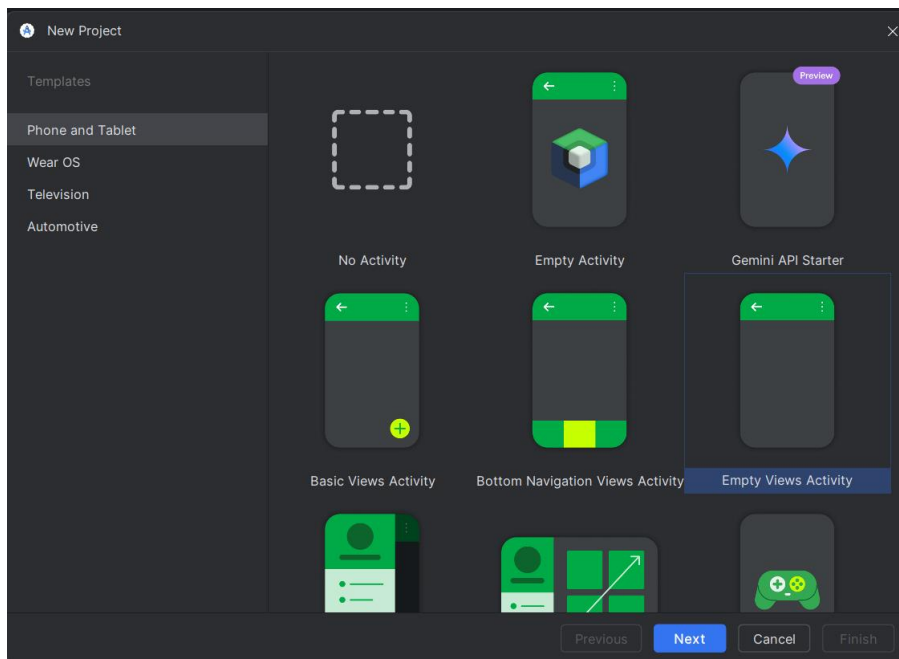 New Project
Templates
Phone and Tablet
Wear OS
Television
Automotive
Preview
No Activity
Empty Activity
Gemini API Starter
Basic Views Activity
Bottom Navigation Views Activity
Empty Views Activity
Previous
Next
Cancel
Finish